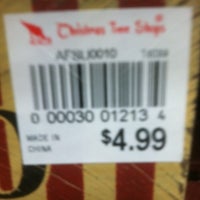 Christmas Tree Shops
AFSU0010
0 00030 01213 4
MADE IN
CHINA
$4.99